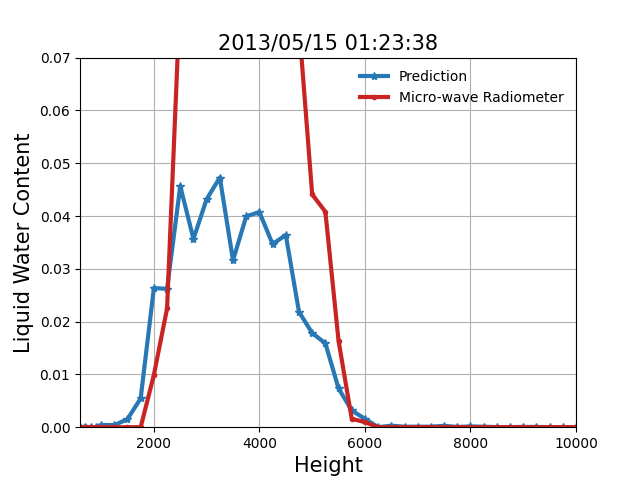 2013/05/15 01:23:38
0.07
0.06
0.05
0.04
0.03
0.02
0.01
0.00
Liquid Water Content
Prediction
Micro-wave Radiometer
2000 4000 6000 8000 10000
Height